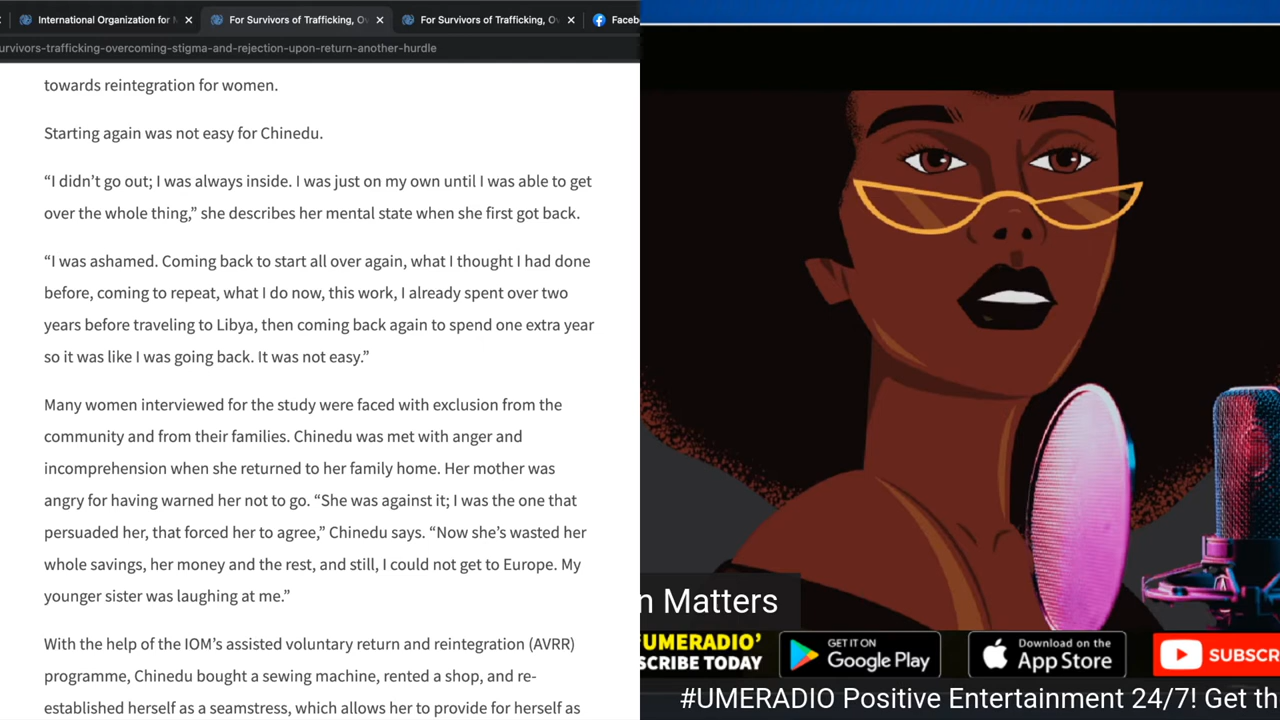 International Organization for M
For Survivors of Trafficking, Ov
For Survivors of Trafficking, Ov
Faceb
urvivors-trafficking-overcoming-stigma-and-rejection-upon-return-another-hurdle
towards reintegration for women.
Starting again was not easy for Chinedu.
“I didn’t go out; I was always inside. I was just on my own until I was able to get
over the whole thing,” she describes her mental state when she first got back.
“I was ashamed. Coming back to start all over again, what I thought I had done
before, coming to repeat, what I do now, this work, I already spent over two
years before traveling to Libya, then coming back again to spend one extra year
so it was like I was going back. It was not easy.”
Many women interviewed for the study were faced with exclusion from the
community and from their families. Chinedu was met with anger and
incomprehension when she returned to her family home. Her mother was
angry for having warned her not to go. “She was against it; I was the one that
persuaded her, that forced her to agree,” Chinedu says. “Now she’s wasted her
whole savings, her money and the rest, and still, I could not get to Europe. My
younger sister was laughing at me.”
With the help of the IOM’s assisted voluntary return and reintegration (AVRR)
programme, Chinedu bought a sewing machine, rented a shop, and re-
established herself as a seamstress, which allows her to provide for herself as
n Matters
UMERADIO’
SCRIBE TODAY
GET IT ON
Google Play
Download on the
App Store
SUBSCR
#UMERADIO Positive Entertainment 24/7! Get th